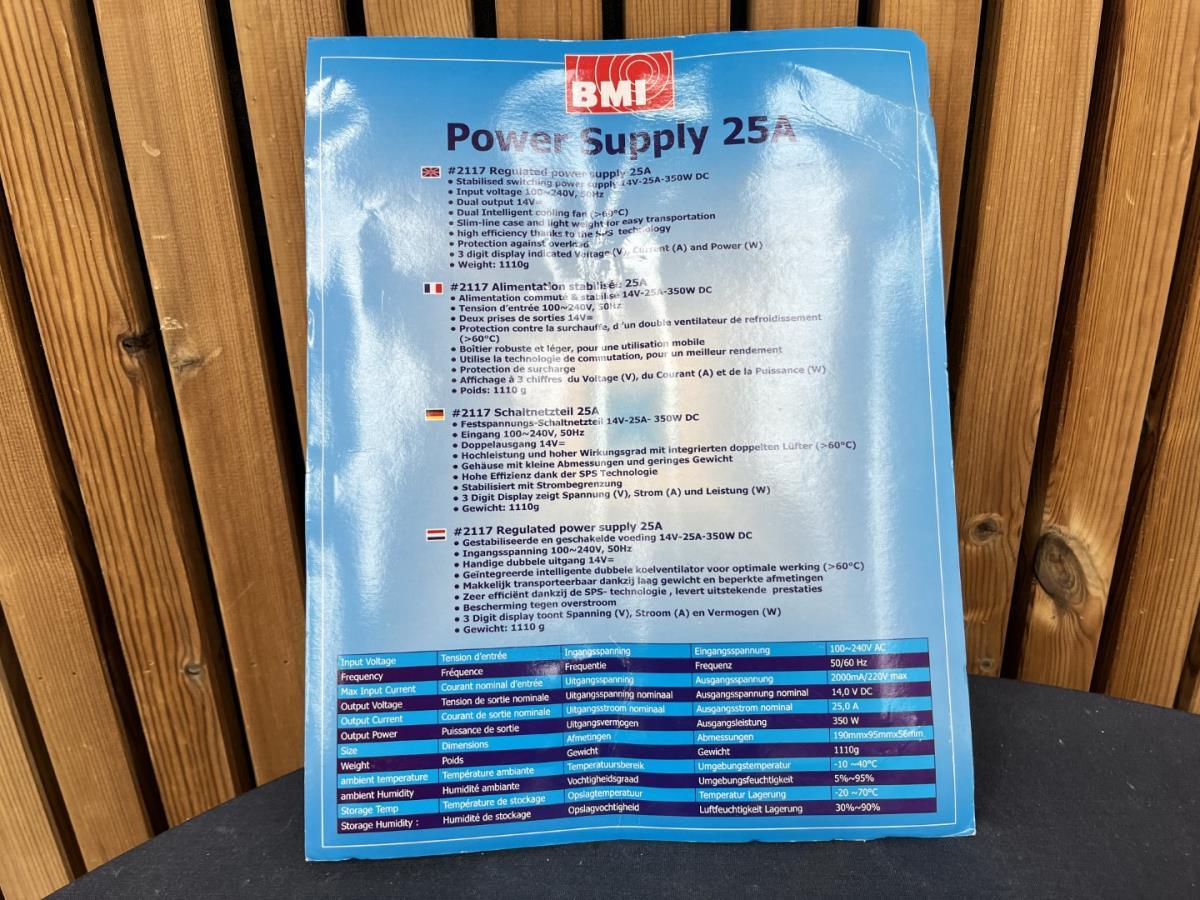 BMI
Power Supply 25A
#2117 Regulated power supply 25A
• Stabilised switching power supply 14V-25A-350W DC
• Input voltage 100~240V, 50Hz
• Dual output 14V=
• Dual Intelligent cooling fan (>60°C)
• Slim-line case and light weight for easy transportation
• high efficiency thanks to the SPS technology
• Protection against overload
• 3 digit display indicated Voltage (V), Current (A) and Power (W)
• Weight: 1110g
#2117 Alimentation stabilisée 25A
• Alimentation commuté & stabilisé 14V-25A-350W DC
• Tension d'entrée 100~240V, 50Hz
• Deux prises de sorties 14V=
• Protection contre la surchauffe, d'un double ventilateur de refroidissement
(>60°C)
• Boîtier robuste et léger, pour une utilisation mobile
• Utilise la technologie de commutation, pour un meilleur rendement
• Protection de surcharge
• Affichage à 3 chiffres du Voltage (V), du Courant (A) et de la Puissance (W)
• Poids: 1110 g
#2117 Schaltnetzteil 25A
• Festspannungs-Schaltnetzteil 14V-25A- 350W DC
• Eingang 100~240V, 50Hz
• Doppelausgang 14V=
• Hochleistung und hoher Wirkungsgrad mit integrierten doppelten Lüfter (>60°C)
• Gehäuse mit kleine Abmessungen und geringes Gewicht
• Hohe Effizienz dank der SPS Technologie
• Stabilisiert mit Strombegrenzung
• 3 Digit Display zeigt Spannung (V), Strom (A) und Leistung (W)
• Gewicht: 1110g
#2117 Regulated power supply 25A
• Gestabiliseerde en geschakelde voeding 14V-25A-350W DC
• Ingangsspanning 100~240V, 50Hz
• Handige dubbele uitgang 14V=
• Geïntegreerde intelligente dubbele koelventilator voor optimale werking (>60°C)
• Makkelijk transporteerbaar dankzij laag gewicht en beperkte afmetingen
• Zeer efficiënt dankzij de SPS- technologie , levert uitstekende prestaties
• Bescherming tegen overstroom
• 3 Digit display toont Spanning (V), Stroom (A) en Vermogen (W)
• Gewicht: 1110 g
Input Voltage Tension d'entrée Ingangsspanning Eingangsspannung 100~240V AC
Frequency Fréquence Frequentie Frequenz 50/60 Hz
Max Input Current Courant nominal d'entrée Uitgangsspanning Ausgangsspannung 2000mA/220V max
Output Voltage Tension de sortie nominale Uitgangsspanning nominaal Ausgangsspannung nominal 14,0 V DC
Output Current Courant de sortie nominale Uitgangsstroom nominaal Ausgangsstrom nominal 25,0 A
Output Power Puissance de sortie Uitgangsvermogen Ausgangsleistung 350 W
Size Dimensions Afmetingen Abmessungen 190mmx95mmx56mm
Weight Poids Gewicht Gewicht 1110g
ambient temperature Température ambiante Temperatuursbereik Umgebungstemperatur -10 ~40°C
ambient Humidity Humidité ambiante Vochtigheidsgraad Umgebungsfeuchtigkeit 5%~95%
Storage Temp Température de stockage Opslagtemperatuur Temperatur Lagerung -20 ~70°C
Storage Humidity : Humidité de stockage Opslagvochtigheid Luftfeuchtigkeit Lagerung 30%~90%